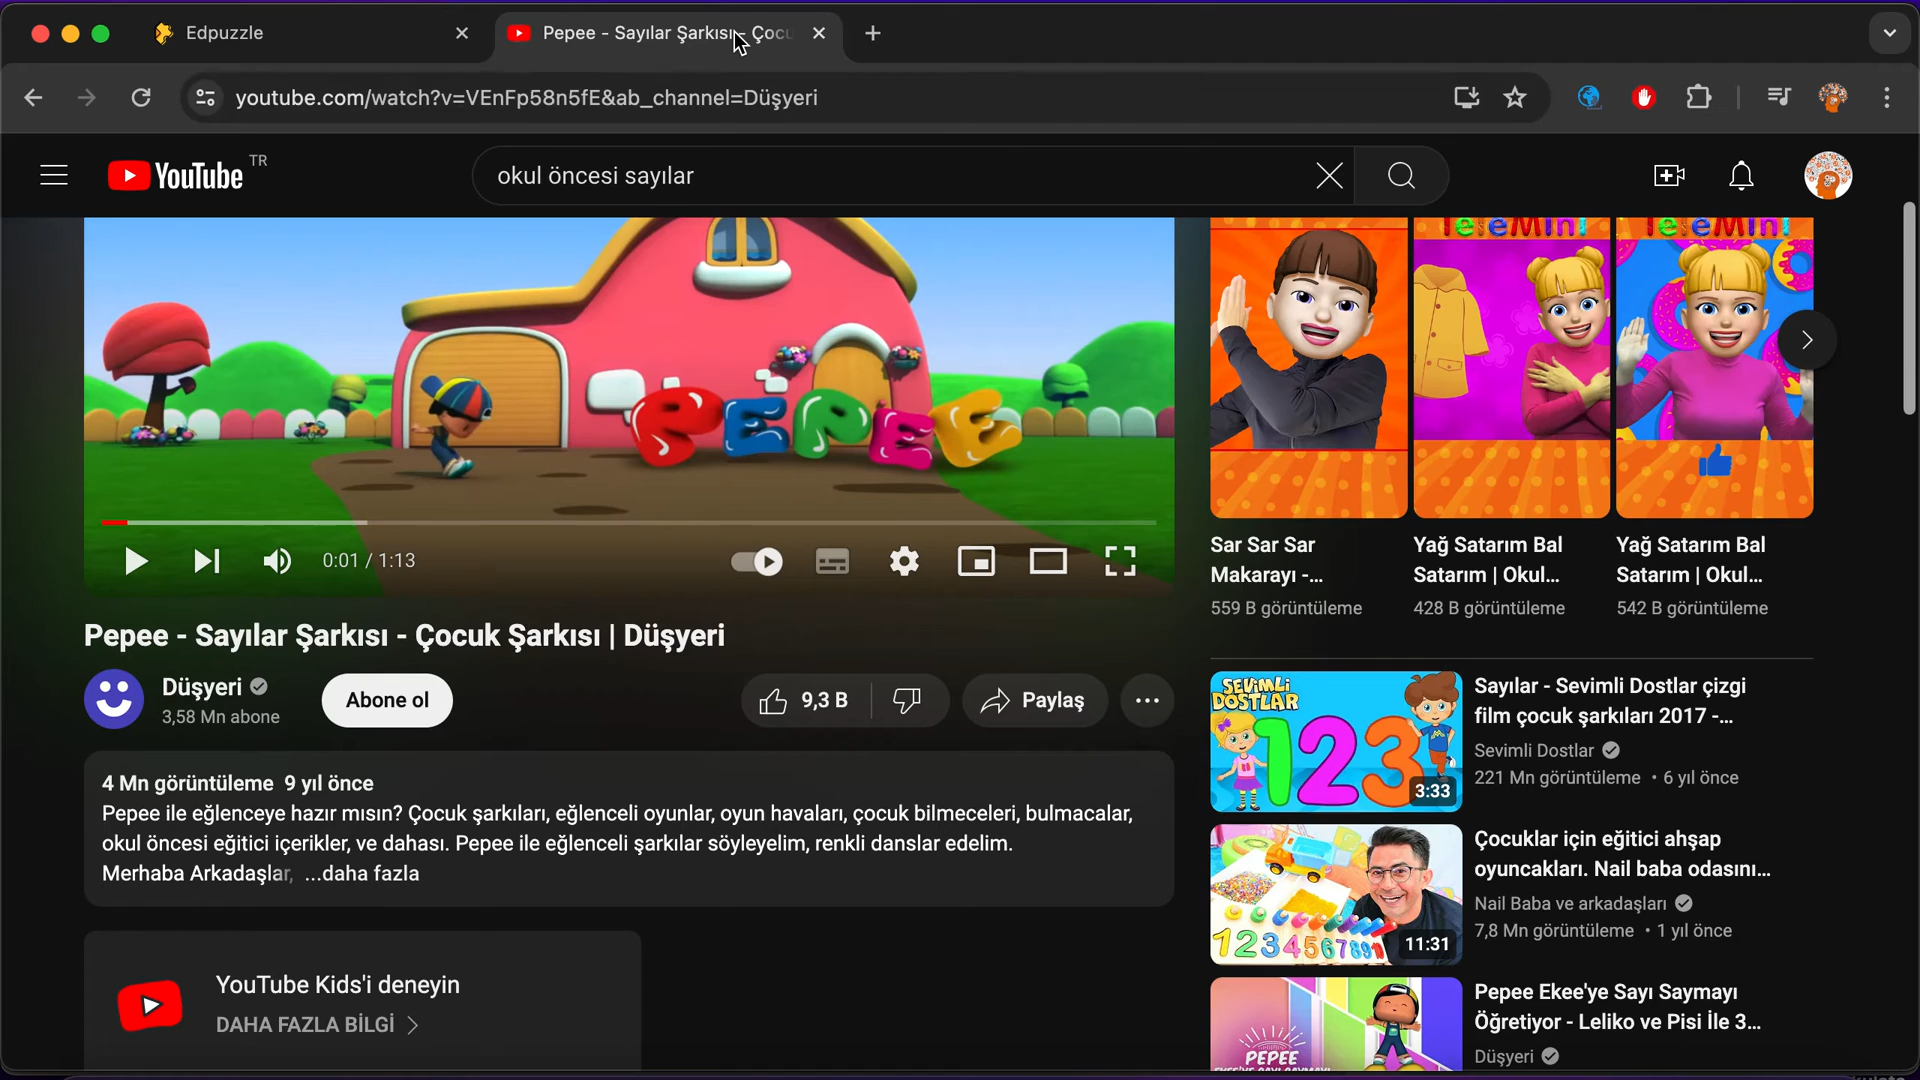 Edpuzzle
Pepee - Sayılar Şarkısı - Çocu
youtube.com/watch?v=VEnFp58n5fE&ab_channel=Düşyeri
YouTube TR
okul öncesi sayılar
PEPEE
0:01 / 1:13
Pepee - Sayılar Şarkısı - Çocuk Şarkısı | Düşyeri
Düşyeri
3,58 Mn abone
Abone ol
9,3 B
Paylaş
4 Mn görüntüleme 9 yıl önce
Pepee ile eğlenceye hazır mısın? Çocuk şarkıları, eğlenceli oyunlar, oyun havaları, çocuk bilmeceleri, bulmacalar,
okul öncesi eğitici içerikler, ve dahası. Pepee ile eğlenceli şarkılar söyleyelim, renkli danslar edelim.
Merhaba Arkadaşlar, ...daha fazla
YouTube Kids'i deneyin
DAHA FAZLA BİLGİ
TeleMini
TeleMini
Sar Sar Sar
Makarayı -...
559 B görüntüleme
Yağ Satarım Bal
Satarım | Okul...
428 B görüntüleme
Yağ Satarım Bal
Satarım | Okul...
542 B görüntüleme
SEVİMLİ
DOSTLAR
123
3:33
Sayılar - Sevimli Dostlar çizgi
film çocuk şarkıları 2017 -...
Sevimli Dostlar
221 Mn görüntüleme • 6 yıl önce
12345678910
11:31
Çocuklar için eğitici ahşap
oyuncakları. Nail baba odasını...
Nail Baba ve arkadaşları
7,8 Mn görüntüleme • 1 yıl önce
PEPEE
Pepee Ekee'ye Sayı Saymayı
Öğretiyor - Leliko ve Pisi İle 3...
Düşyeri